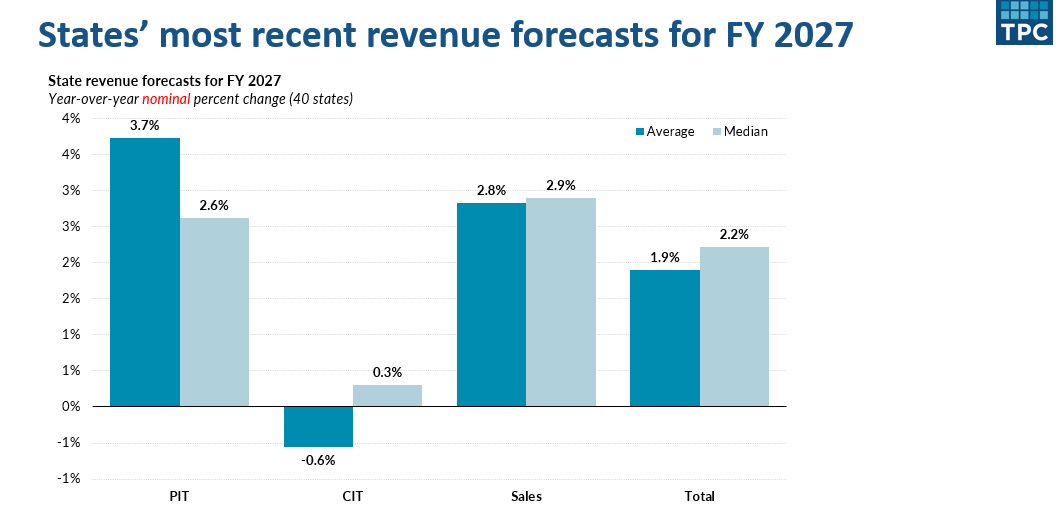 States’ most recent revenue forecasts for FY 2027
TPC
State revenue forecasts for FY 2027
Year-over-year nominal percent change (40 states)
4%
4%
3%
3%
2%
2%
1%
1%
0%
-1%
-1%
Average
Median
3.7%
2.6%
-0.6%
0.3%
2.8%
2.9%
1.9%
2.2%
PIT
CIT
Sales
Total